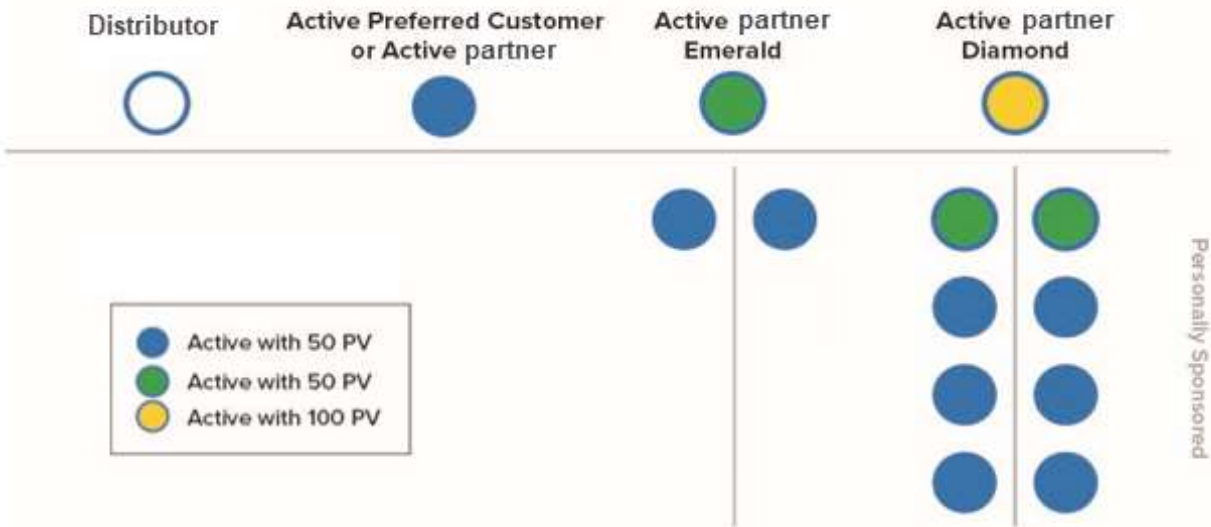 Distributor
Active Preferred Customer
or Active partner
Active partner
Emerald
Active partner
Diamond
Active with 50 PV
Active with 50 PV
Active with 100 PV
Personally Sponsored